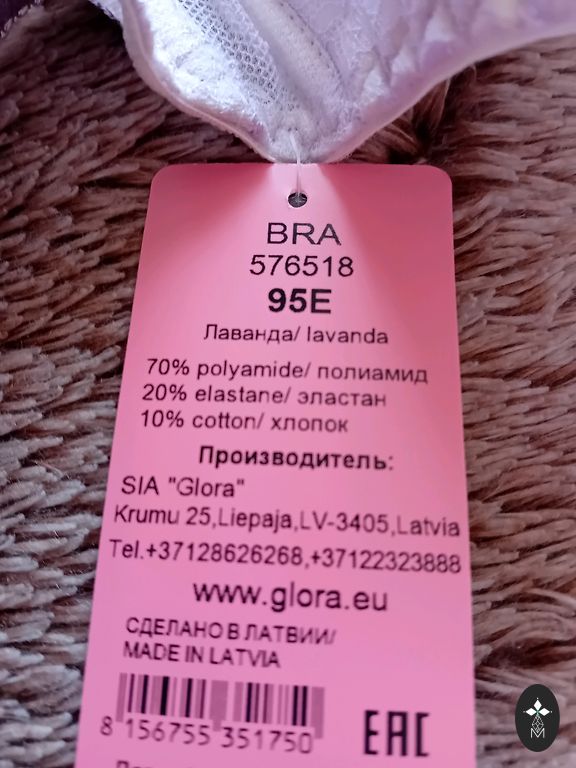 BRA
576518
95E
Лаванда/ lavanda
70% polyamide/ полиамид
20% elastane/ эластан
10% cotton/ хлопок
Производитель:
SIA "Glora"
Krumu 25,Liepaja,LV-3405,Latvia
Tel.+37128626268,+37122323888
www.glora.eu
СДЕЛАНО В ЛАТВИИ/
MADE IN LATVIA
8 156755 351750
EAC
M